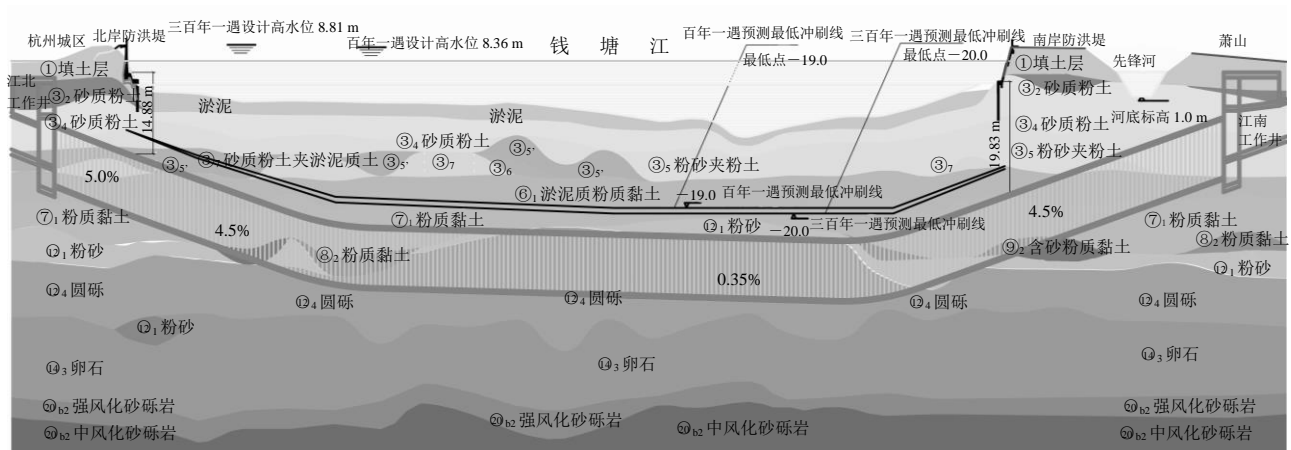 三百年一遇设计高水位 8.81 m
杭州城区
北岸防洪堤
百年一遇设计高水位 8.36 m
钱塘江
百年一遇预测最低冲刷线
最低点－19.0
三百年一遇预测最低冲刷线
最低点－20.0
南岸防洪堤
萧山
先锋河
①填土层
①填土层
江北
工作井
③₂砂质粉土
③₄砂质粉土
14.88 m
淤泥
淤泥
③₂砂质粉土
③₄砂质粉土
河底标高 1.0 m
江南
工作井
19.83 m
③₄砂质粉土
③₅'
③₇砂质粉土夹淤泥质土
③₅'
③₇
③₆
③₅'
③₅'
③₅粉砂夹粉土
③₇
③₅粉砂夹粉土
5.0%
⑥₁淤泥质粉质黏土
－19.0 百年一遇预测最低冲刷线
⑦₁粉质黏土
4.5%
⑦₁粉质黏土
⑫₁粉砂
－20.0 三百年一遇预测最低冲刷线
4.5%
⑦₁粉质黏土
⑫₁粉砂
⑧₂粉质黏土
⑨₂含砂粉质黏土
⑧₂粉质黏土
⑫₁粉砂
0.35%
⑫₄圆砾
⑫₄圆砾
⑫₄圆砾
⑫₄圆砾
⑫₄圆砾
⑫₁粉砂
⑭₃卵石
⑭₃卵石
⑭₃卵石
⑳b2强风化砂砾岩
⑳b2强风化砂砾岩
⑳b2强风化砂砾岩
⑳b2中风化砂砾岩
⑳b2中风化砂砾岩
⑳b2中风化砂砾岩